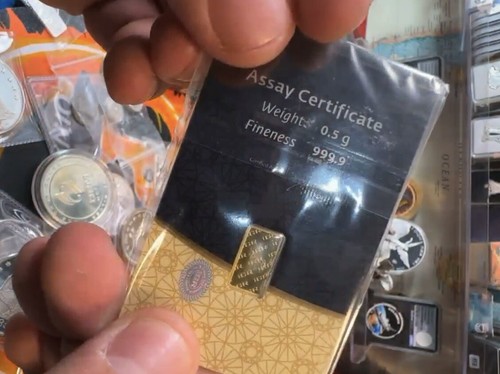 Assay Certificate
Weight: 0.5 g
Fineness 999.9